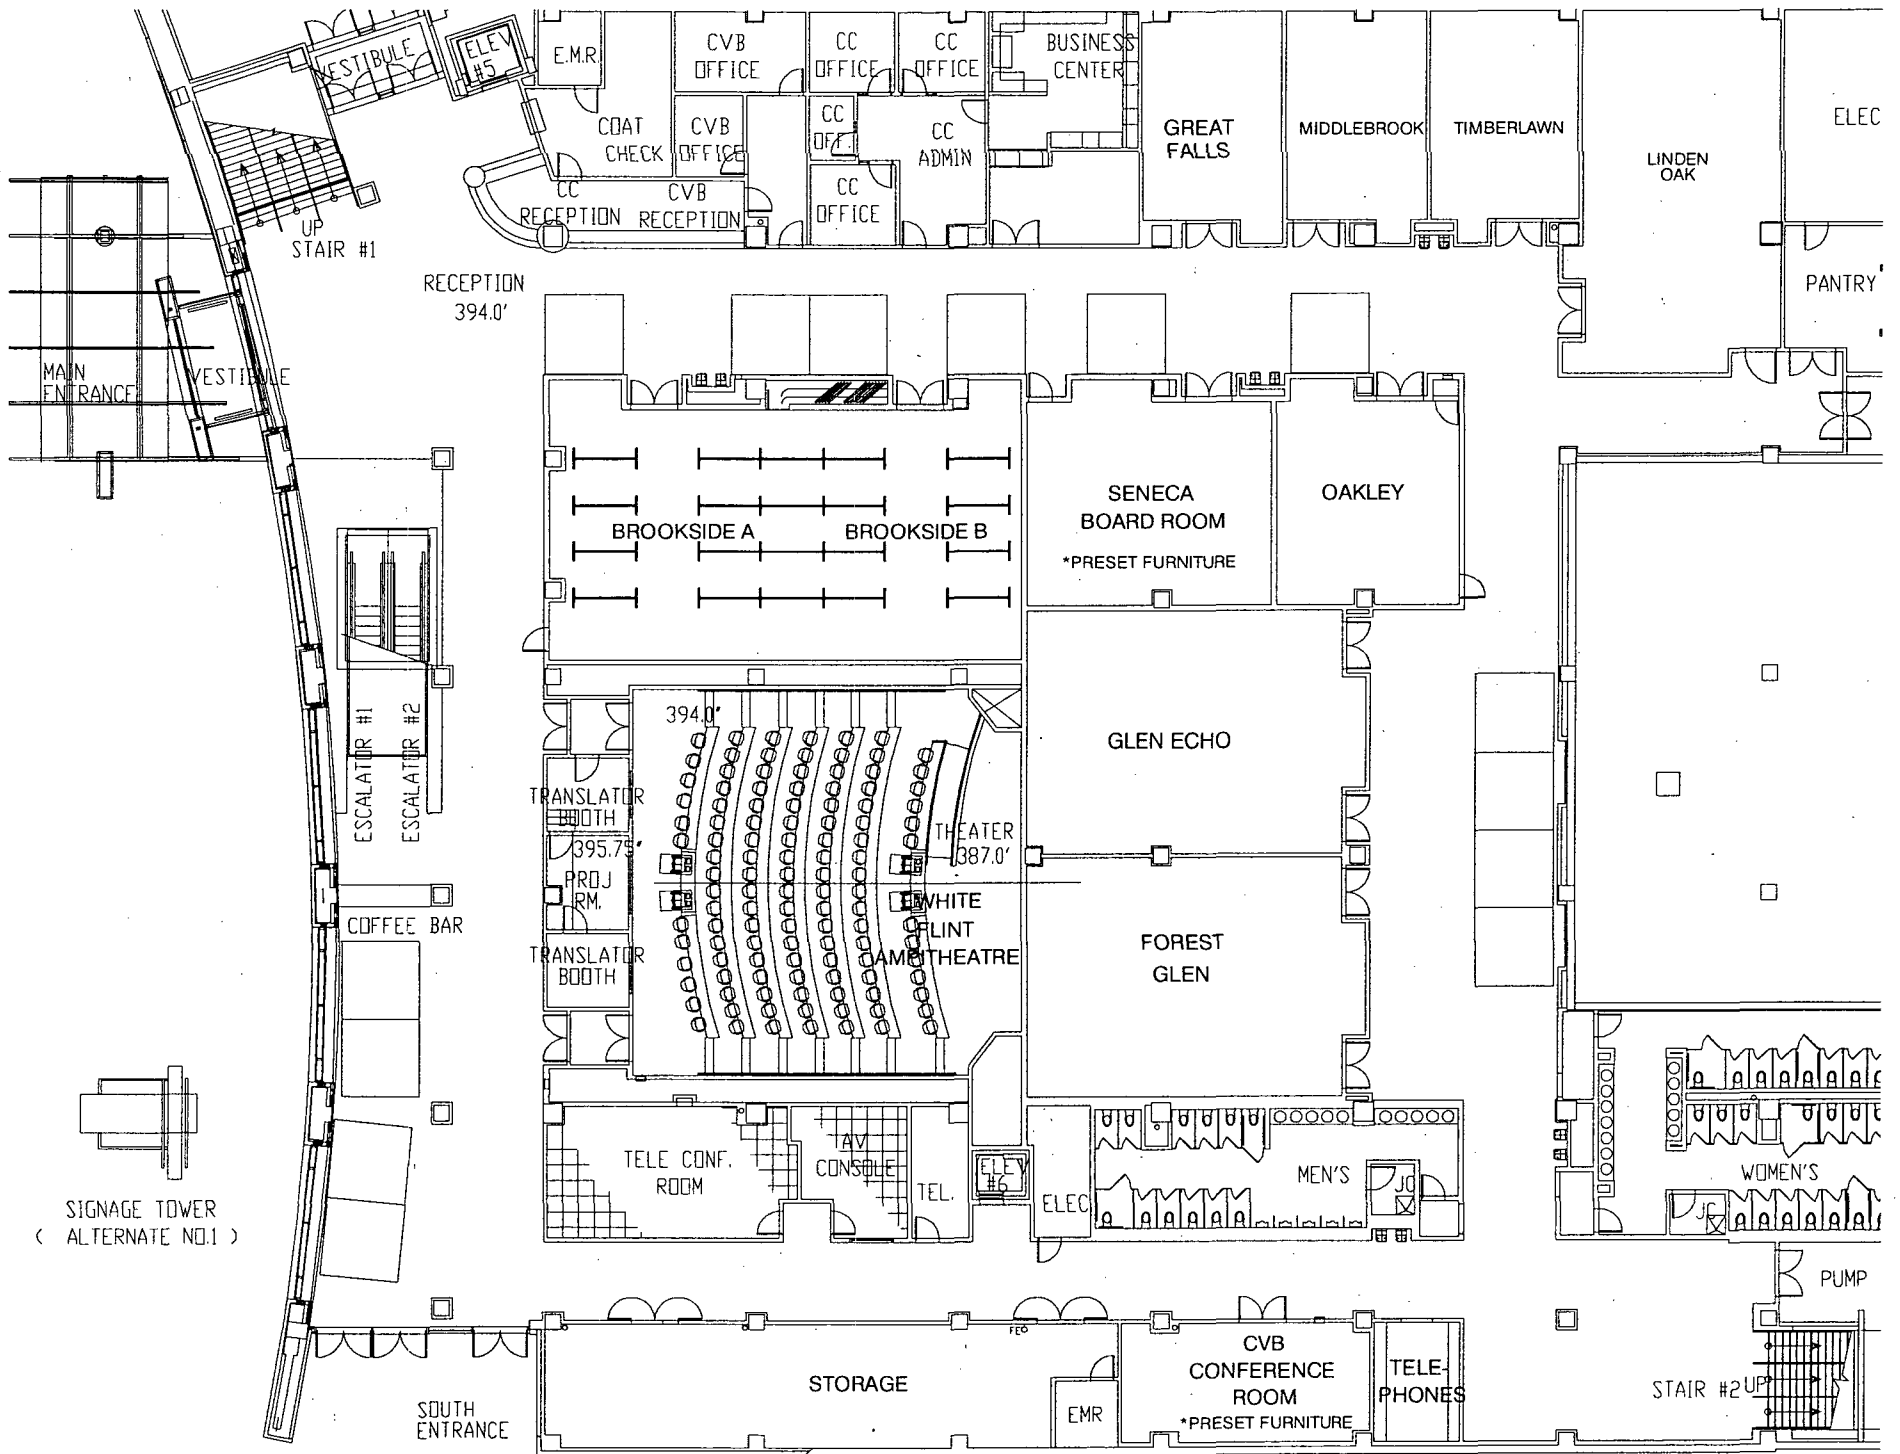 VESTIBULE
ELEV
#5
E.M.R.
CVB
OFFICE
CC
OFFICE
CC
OFFICE
BUSINESS
CENTER
COAT
CHECK
CVB
OFFICE
CC
OFF.
CC
ADMIN
GREAT
FALLS
MIDDLEBROOK
TIMBERLAWN
LINDEN
OAK
ELEC
CC
RECEPTION
CVB
RECEPTION
CC
OFFICE
UP
STAIR #1
RECEPTION
394.0'
PANTRY
MAIN
ENTRANCE
VESTIBULE
BROOKSIDE A
BROOKSIDE B
SENECA
BOARD ROOM
*PRESET FURNITURE
OAKLEY
ESCALATOR #1
ESCALATOR #2
394.0'
TRANSLATOR
BOOTH
395.75'
PROJ
RM.
TRANSLATOR
BOOTH
THEATER
387.0'
WHITE
FLINT
AMPITHEATRE
GLEN ECHO
FOREST
GLEN
COFFEE BAR
SIGNAGE TOWER
( ALTERNATE NO.1 )
TELE CONF.
ROOM
AV
CONSOLE
TEL.
ELEV
#6
ELEC
MEN'S
JC
WOMEN'S
JC
PUMP
SOUTH
ENTRANCE
STORAGE
FE
EMR
CVB
CONFERENCE
ROOM
*PRESET FURNITURE
TELE-
PHONES
STAIR #2 UP